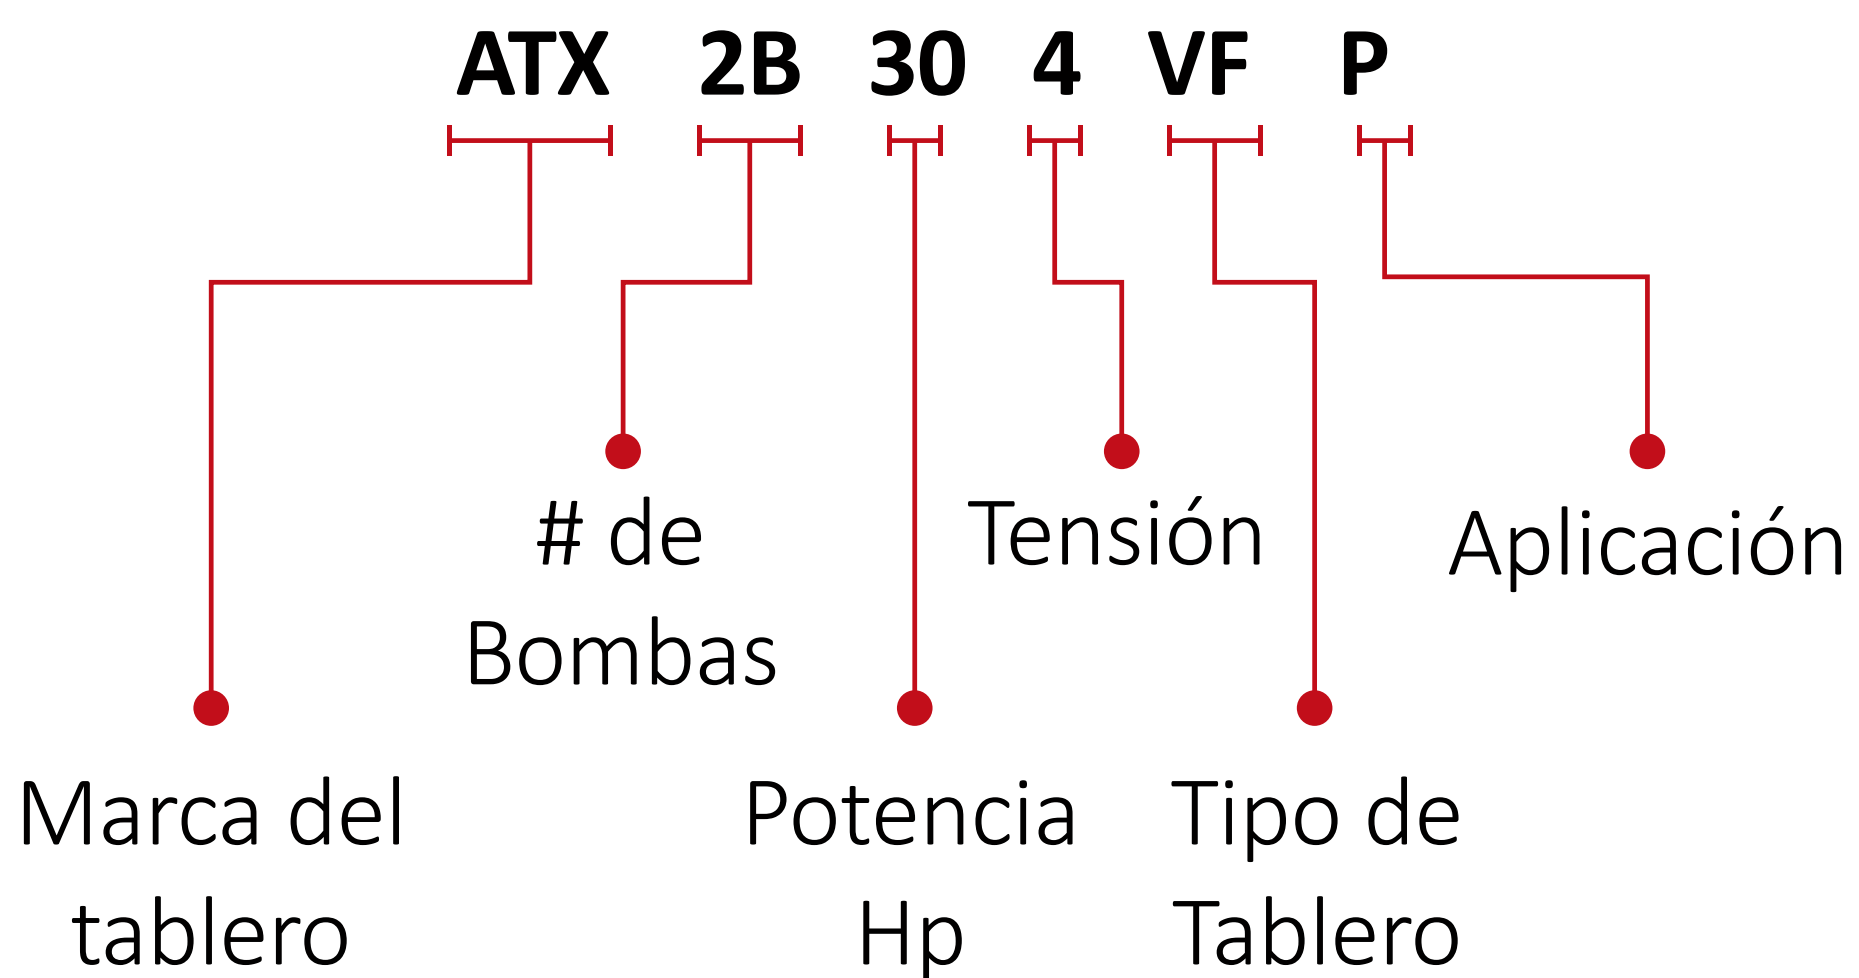 ATX 2B 30 4 VF P
# de
Bombas
Tensión
Aplicación
Marca del
tablero
Potencia
Hp
Tipo de
Tablero